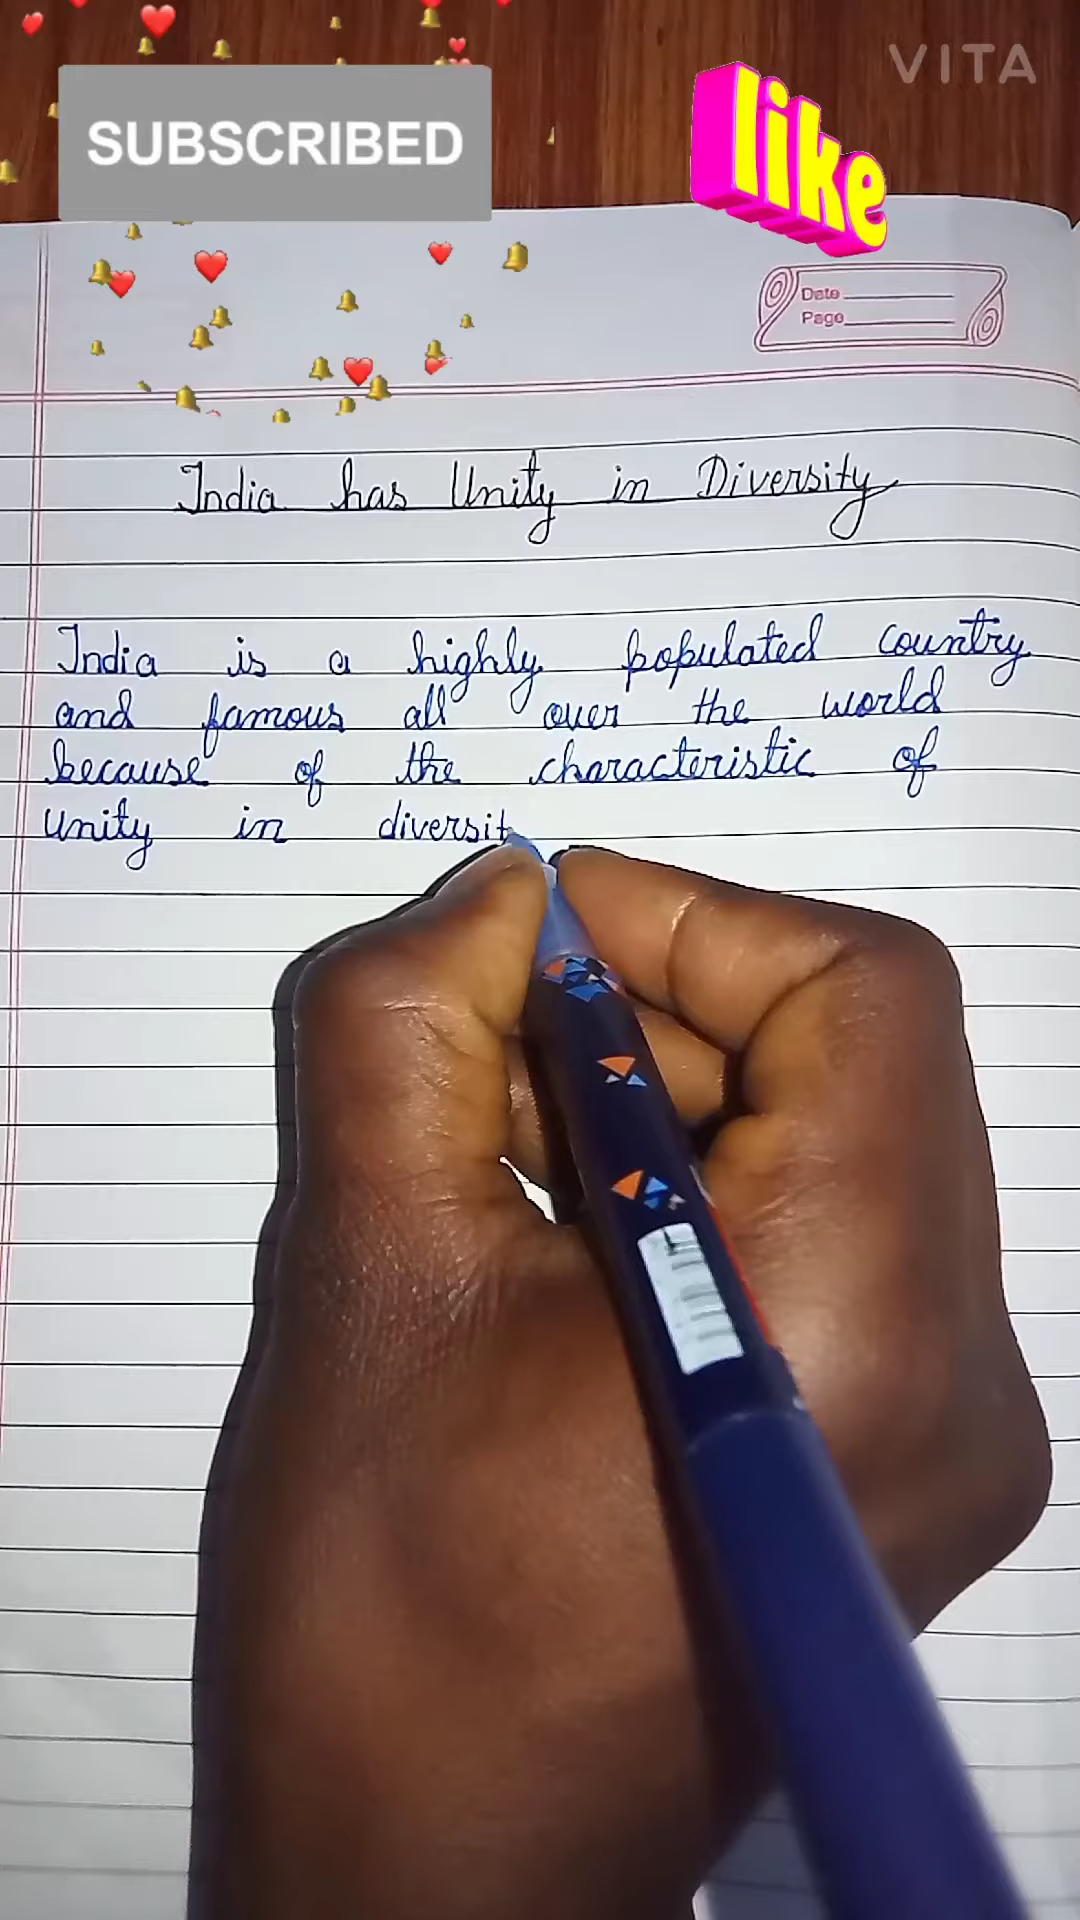 VITA
SUBSCRIBED
like
Date
Page
India has Unity in Diversity
India is a highly populated country
and famous all over the world
because of the characteristic of
unity in diversit